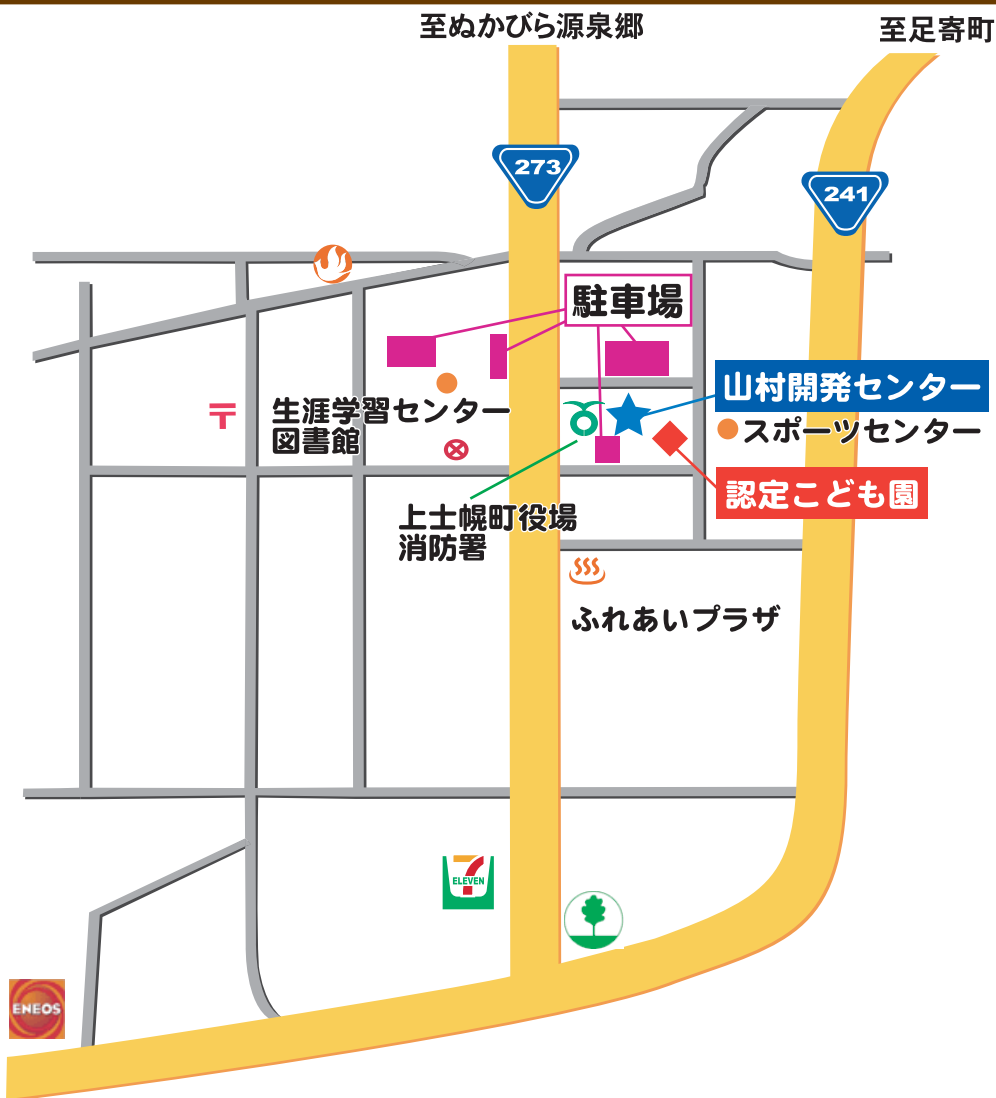 至ぬかびら源泉郷
至足寄町
273
241
駐車場
山村開発センター
スポーツセンター
生涯学習センター
図書館
〒
認定こども園
上士幌町役場
消防署
ふれあいプラザ
7
ELEVEN
ENEOS